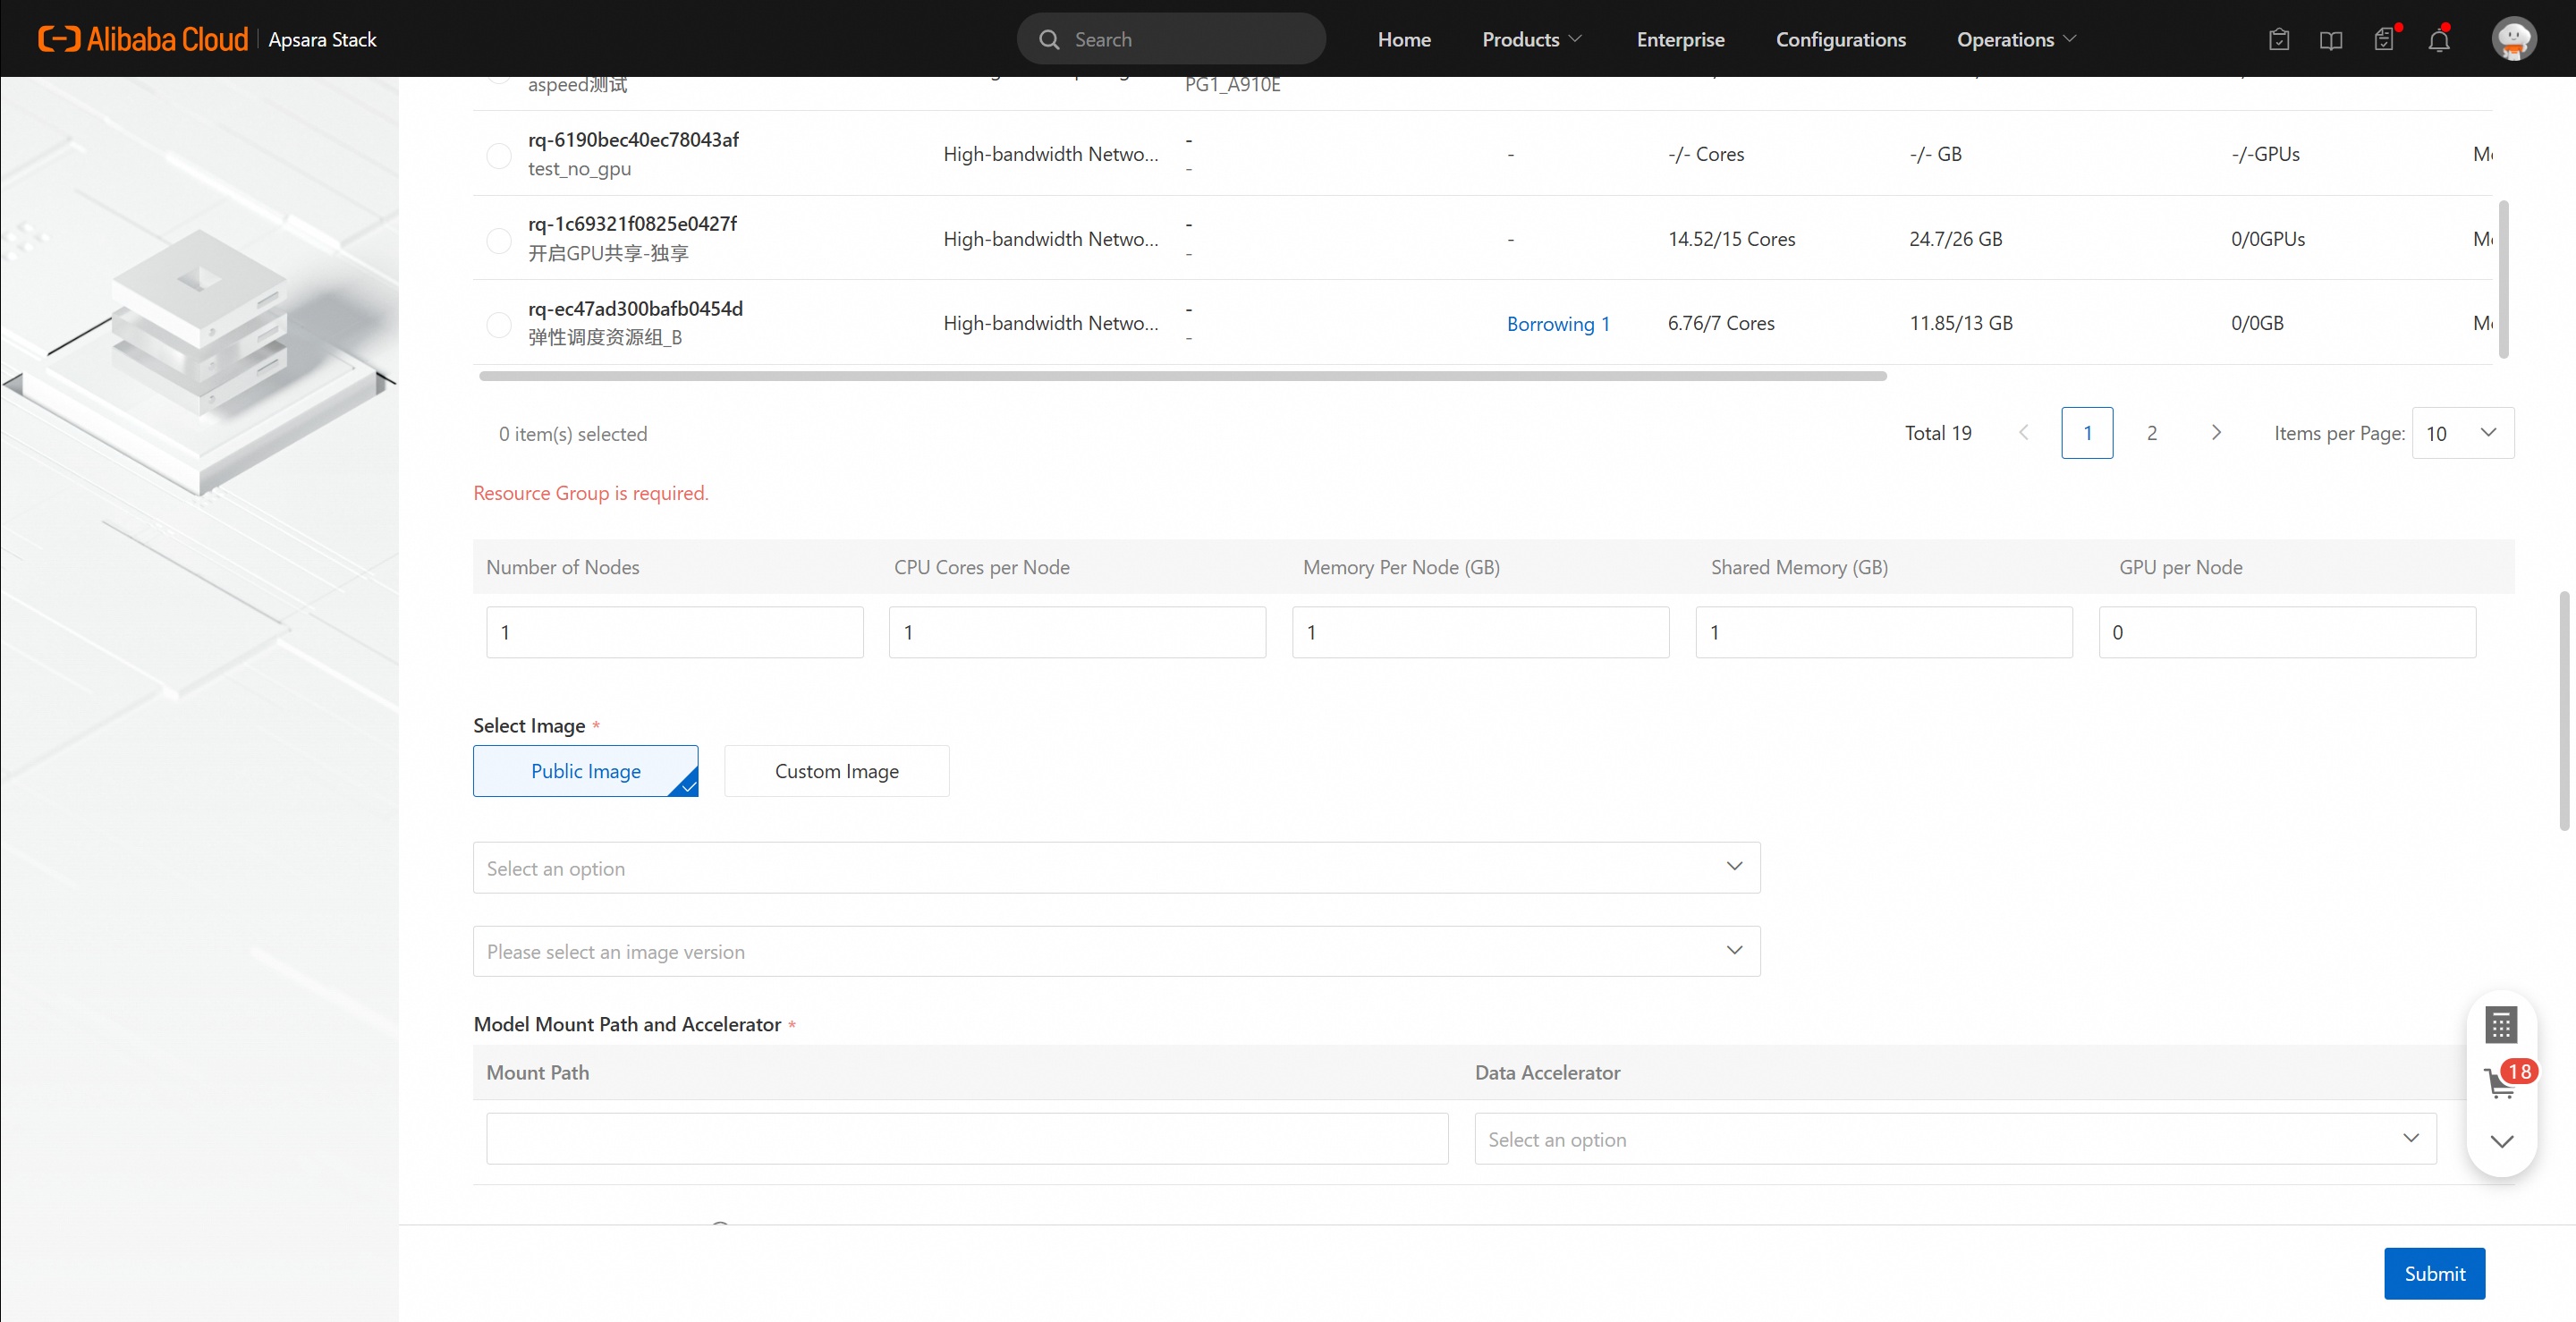 Alibaba Cloud | Apsara Stack Search Home Products Enterprise Configurations Operations
aspeed测试 PG1_A910E
rq-6190bec40ec78043af High-bandwidth Netwo... - - -/- Cores -/- GB -/-GPUs
test_no_gpu -
rq-1c69321f0825e0427f High-bandwidth Netwo... - - 14.52/15 Cores 24.7/26 GB 0/0GPUs
开启GPU共享-独享 -
rq-ec47ad300bafb0454d High-bandwidth Netwo... - Borrowing 1 6.76/7 Cores 11.85/13 GB 0/0GB
弹性调度资源组_B -
0 item(s) selected Total 19 1 2 Items per Page: 10
Resource Group is required.
Number of Nodes CPU Cores per Node Memory Per Node (GB) Shared Memory (GB) GPU per Node
1 1 1 1 0
Select Image *
Public Image Custom Image
Select an option
Please select an image version
Model Mount Path and Accelerator *
Mount Path Data Accelerator
18
Select an option
Submit